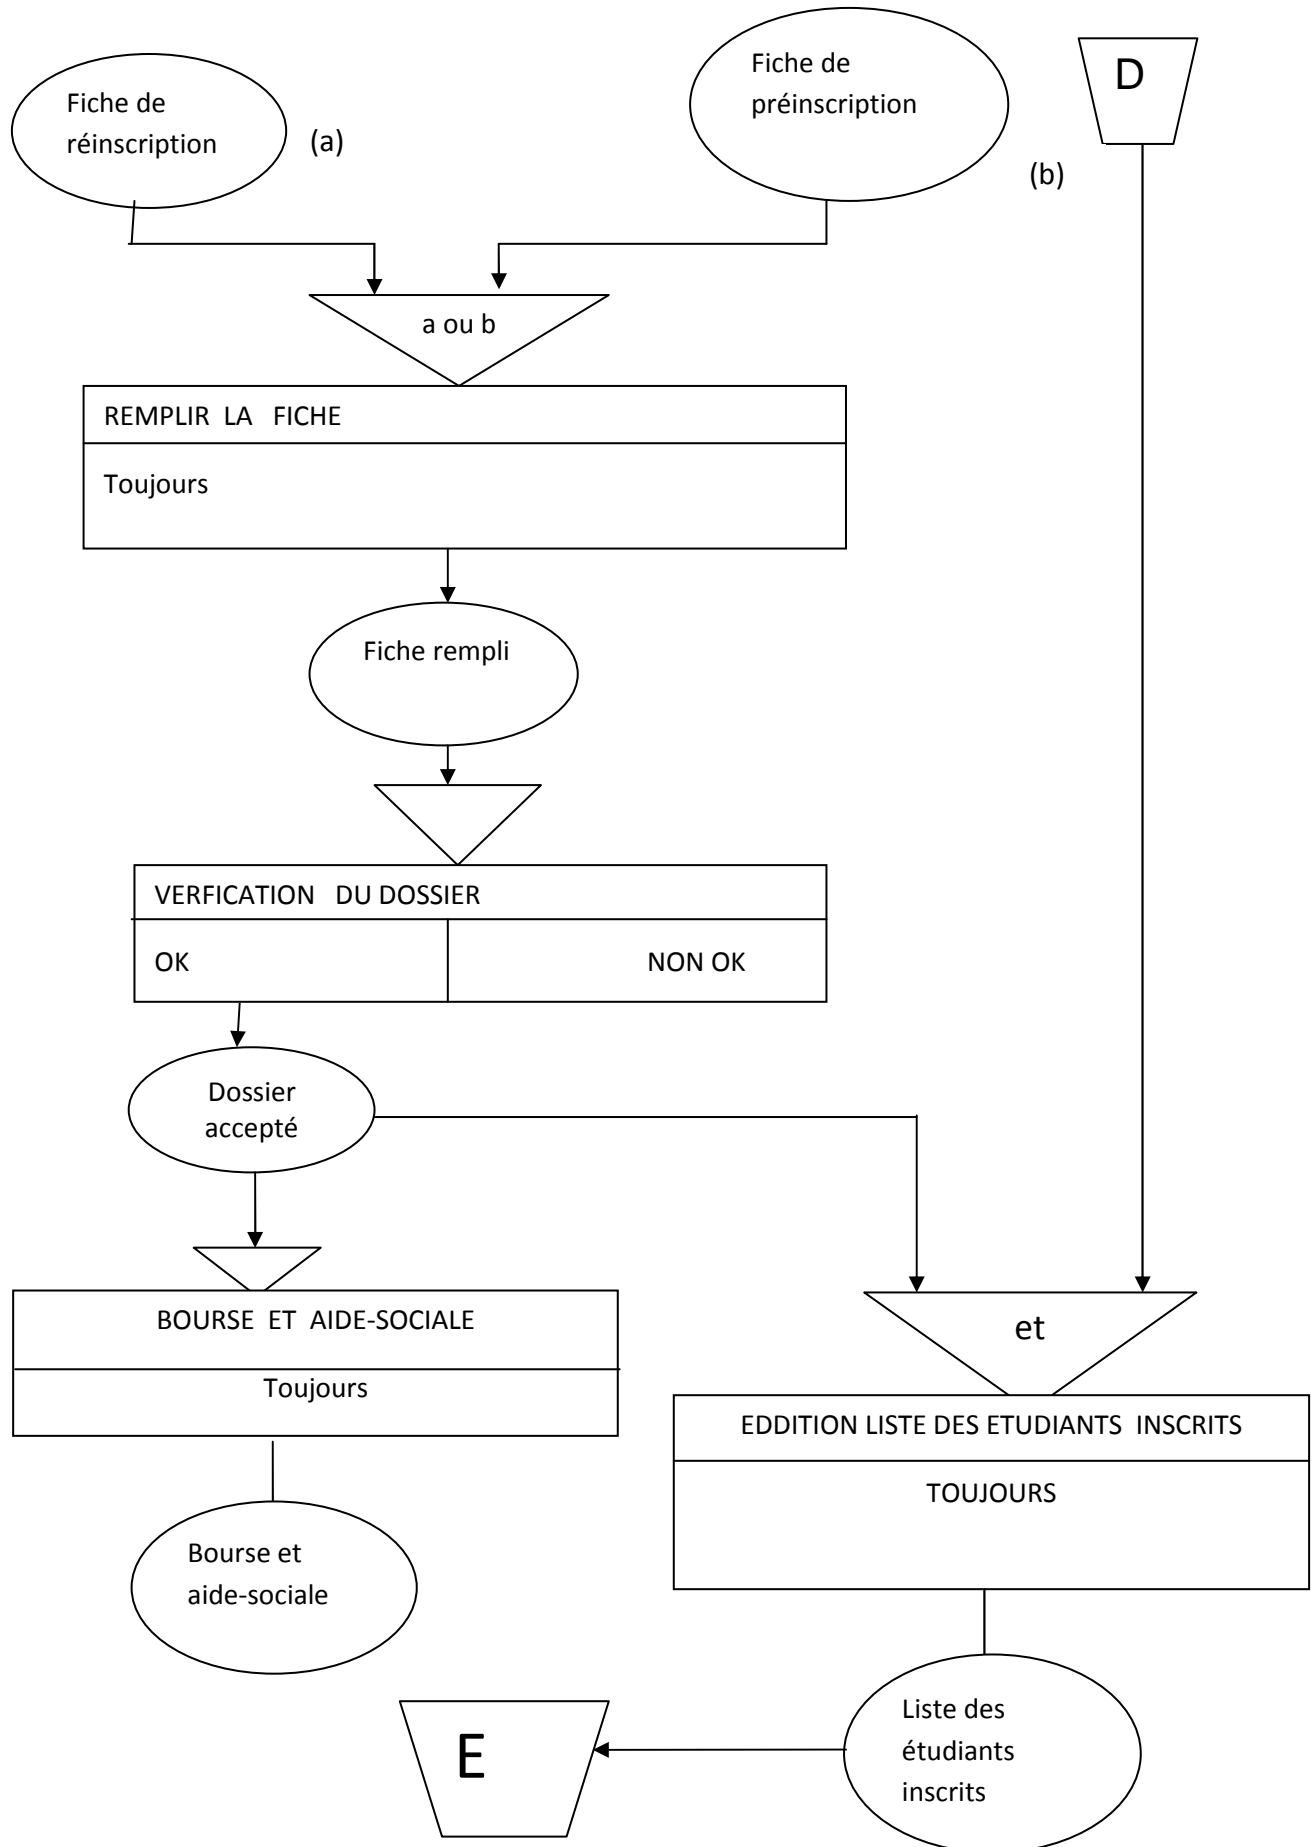 Fiche de
réinscription
(a)
Fiche de
préinscription
(b)
D
a ou b
REMPLIR LA FICHE
Toujours
Fiche rempli
VERFICATION DU DOSSIER
OK
NON OK
Dossier
accepté
BOURSE ET AIDE-SOCIALE
Toujours
et
EDDITION LISTE DES ETUDIANTS INSCRITS
TOUJOURS
Bourse et
aide-sociale
Liste des
étudiants
inscrits
E